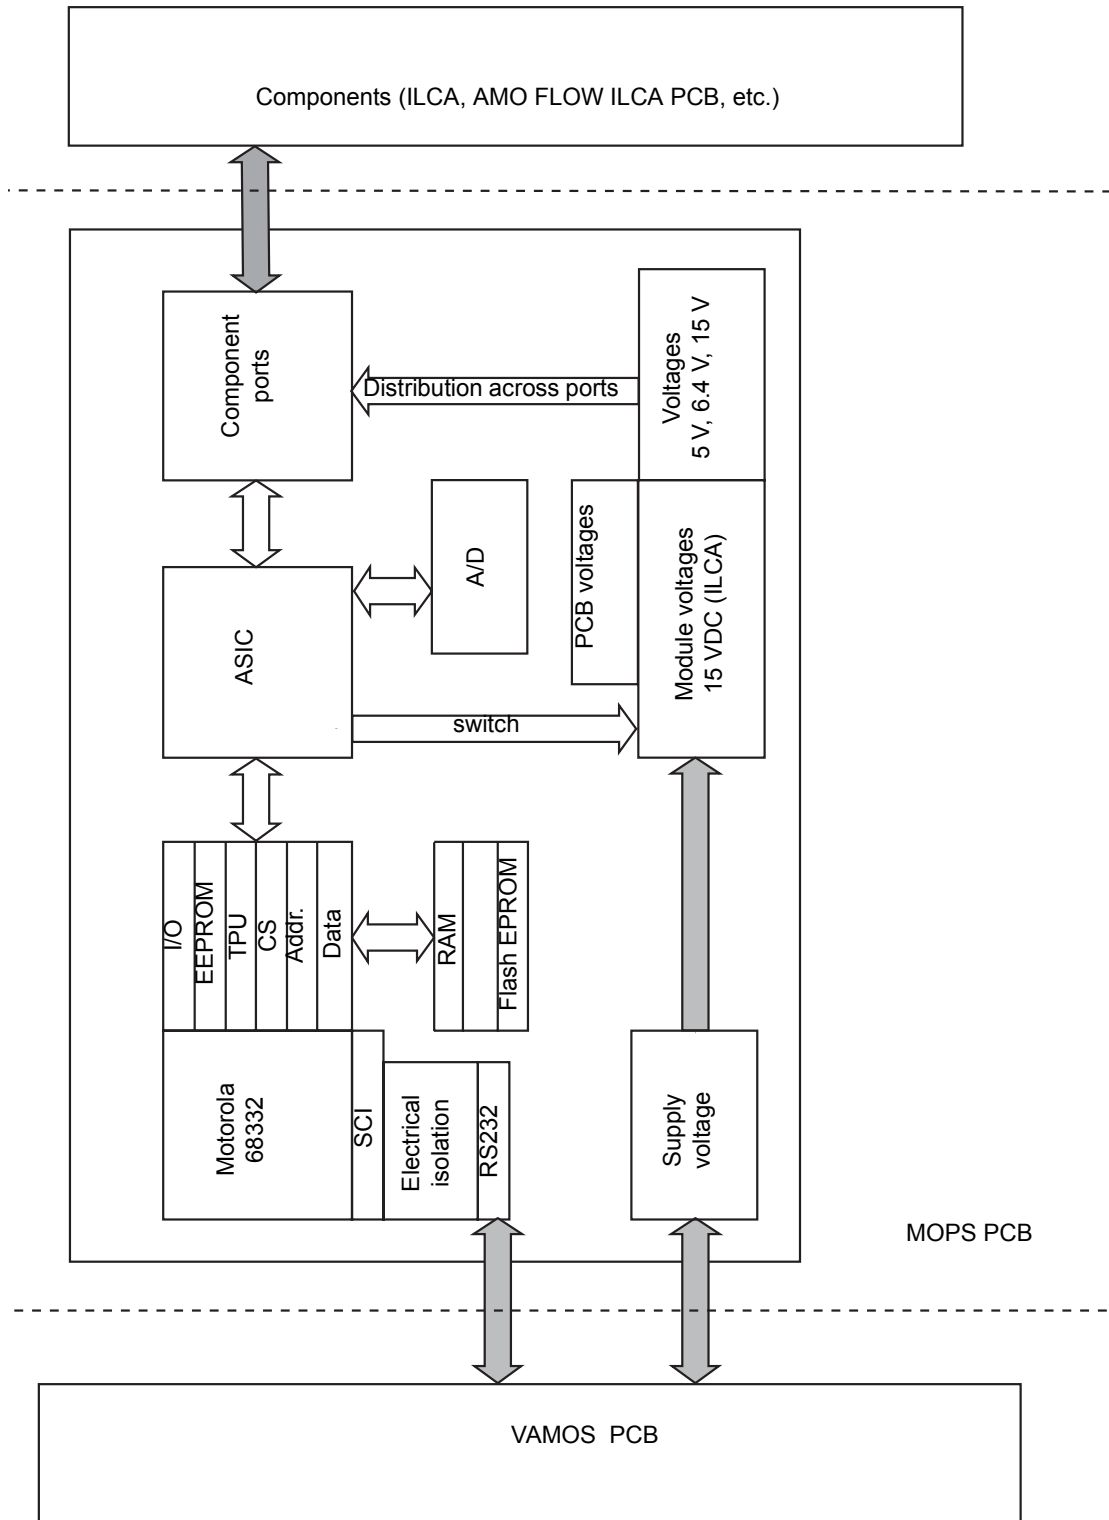 Components (ILCA, AMO FLOW ILCA PCB, etc.)
Component
ports
Distribution across ports
Voltages
5 V, 6.4 V, 15 V
ASIC
A/D
PCB voltages
Module voltages
15 VDC (ILCA)
switch
I/O
EEPROM
TPU
CS
Addr.
Data
RAM
Flash EPROM
Motorola
68332
SCI
Electrical
isolation
RS232
Supply
voltage
MOPS PCB
VAMOS PCB